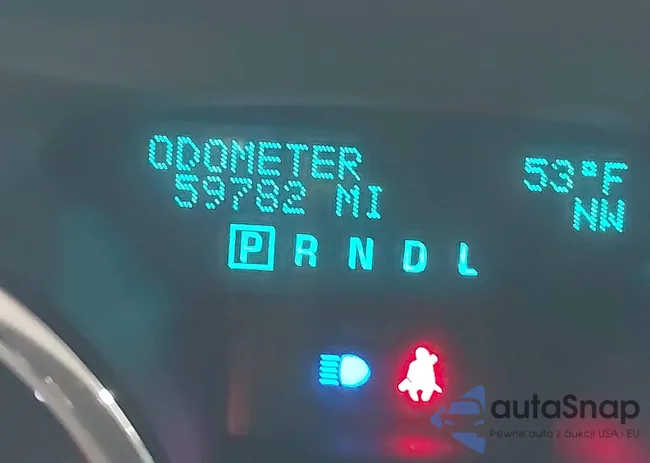 ODOMETER
59782 MI
53°F
NW
P R N D L
autaSnap
Pewne auta z aukcji USA i EU